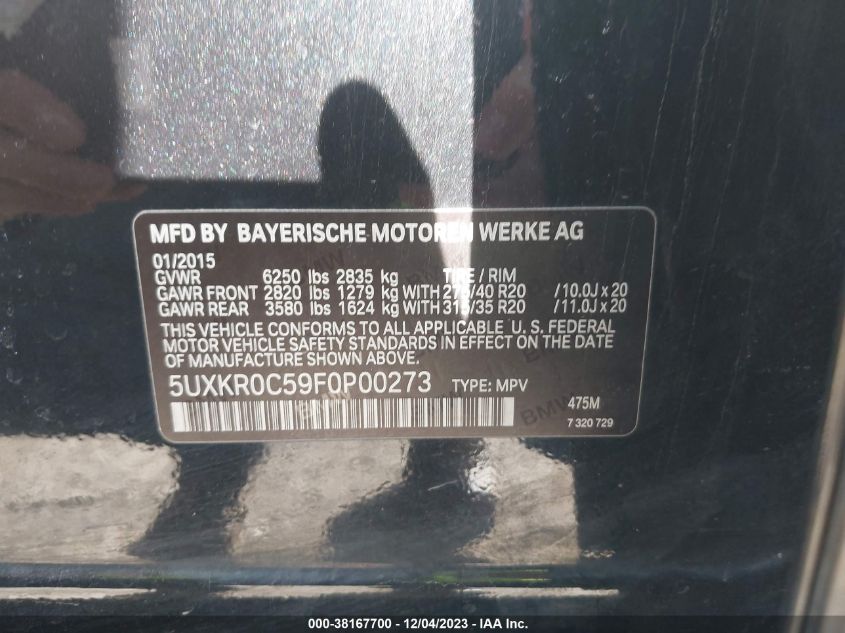 MFD BY BAYERISCHE MOTOREN WERKE AG
01/2015
GVWR 6250 lbs 2835 kg TIRE / RIM
GAWR FRONT 2820 lbs 1279 kg WITH 275/40 R20 /10.0J x 20
GAWR REAR 3580 lbs 1624 kg WITH 315/35 R20 /11.0J x 20
THIS VEHICLE CONFORMS TO ALL APPLICABLE U. S. FEDERAL
MOTOR VEHICLE SAFETY STANDARDS IN EFFECT ON THE DATE
OF MANUFACTURE SHOWN ABOVE.
5UXKR0C59F0P00273 TYPE: MPV
475M
7 320 729
000-38167700 - 12/04/2023 - IAA Inc.